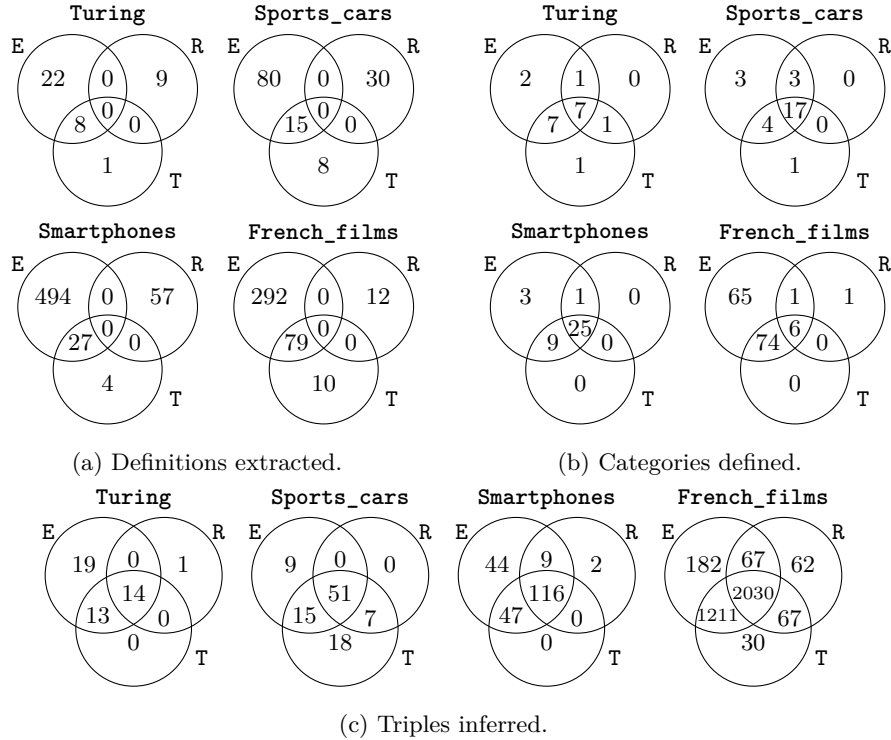 Turing
Sports_cars
Turing
Sports_cars
E R E R E R E R
22 0 9 80 0 30 2 1 0 3 3 0
0 0 7 17
8 0 15 0 7 1 4 0
1 8 1 1
T T T T
Smartphones
French_films
Smartphones
French_films
E R E R E R E R
494 0 57 292 0 12 3 1 0 65 1 1
0 0 25 6
27 0 79 0 9 0 74 0
4 10 0 0
T T T T
(a) Definitions extracted.
(b) Categories defined.
Turing
Sports_cars
Smartphones
French_films
E R E R E R E R
19 0 1 9 0 0 44 9 2 182 67 62
14 51 116 2030
13 0 15 7 47 0 1211 67
0 18 0 30
T T T T
(c) Triples inferred.